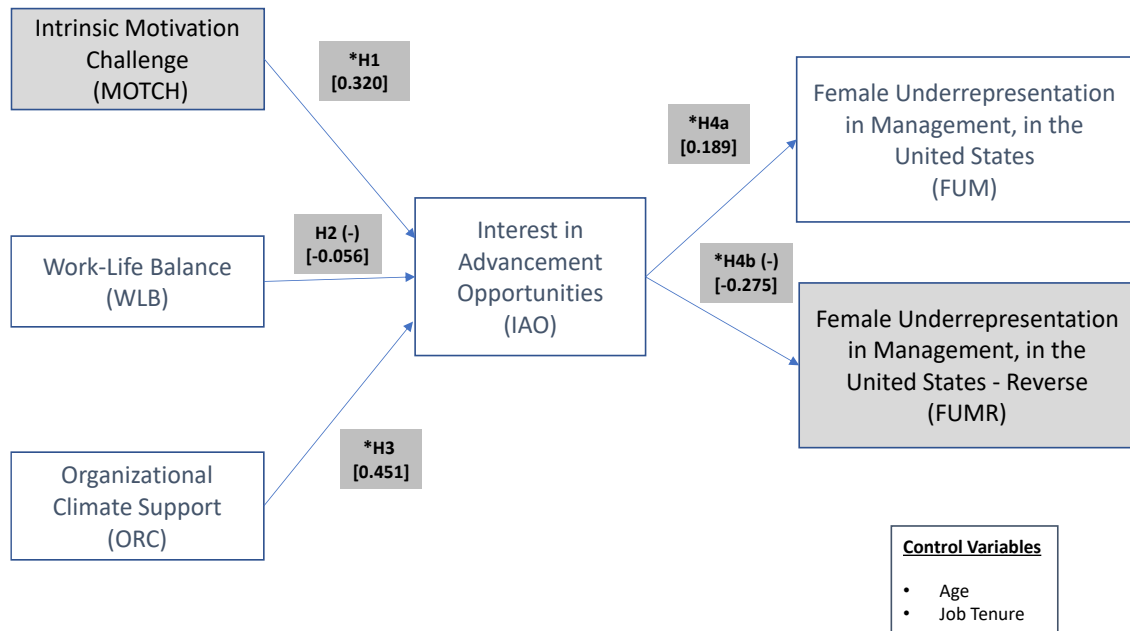 Intrinsic Motivation
Challenge
(MOTCH)
*H1
[0.320]
Work-Life Balance
(WLB)
H2 (-)
[-0.056]
Organizational
Climate Support
(ORC)
*H3
[0.451]
Interest in
Advancement
Opportunities
(IAO)
*H4a
[0.189]
*H4b (-)
[-0.275]
Female Underrepresentation
in Management, in the
United States
(FUM)
Female Underrepresentation
in Management, in the
United States - Reverse
(FUMR)
Control Variables
• Age
• Job Tenure